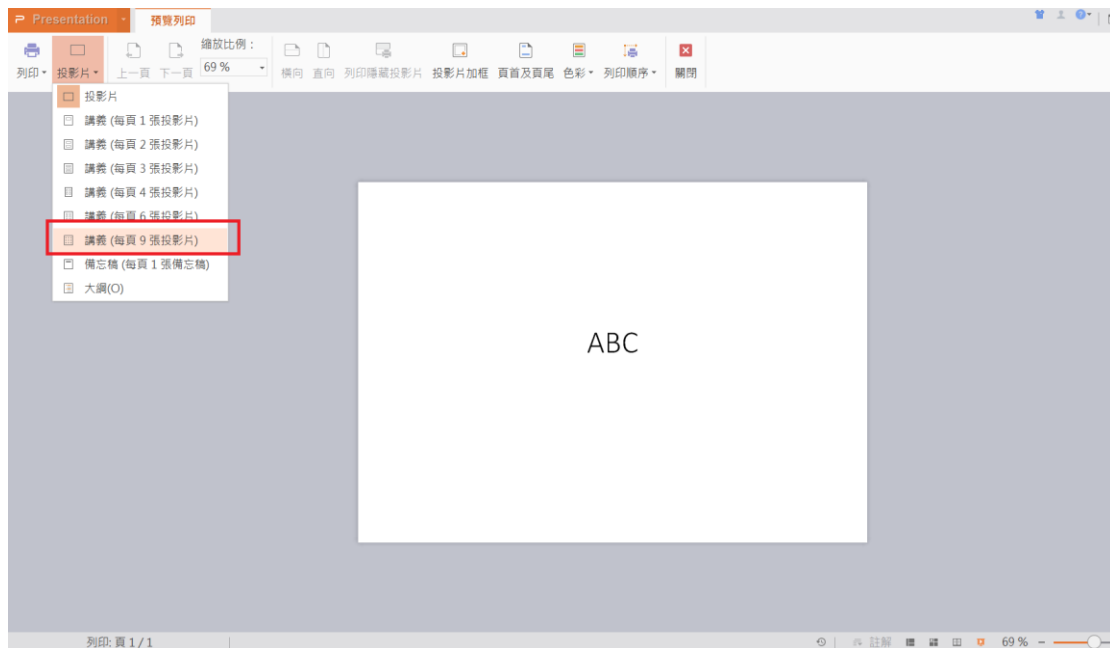 Presentation
預覽列印
縮放比例：
69 %
列印 投影片 上一頁 下一頁 橫向 直向 列印隱藏投影片 投影片加框 頁首及頁尾 色彩 列印順序 關閉
投影片
講義 (每頁 1 張投影片)
講義 (每頁 2 張投影片)
講義 (每頁 3 張投影片)
講義 (每頁 4 張投影片)
講義 (每頁 6 張投影片)
講義 (每頁 9 張投影片)
備忘稿 (每頁 1 張備忘稿)
大綱(O)
ABC
列印: 頁 1 / 1
註解 69 %